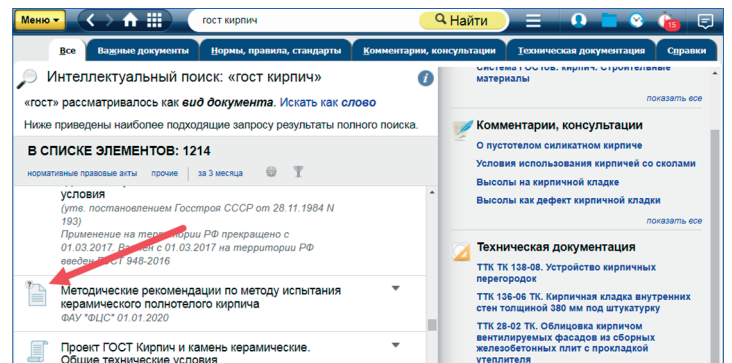 Меню
гост кирпич
Найти
15
Все
Важные документы
Нормы, правила, стандарты
Комментарии, консультации
Техническая документация
Справки
Интеллектуальный поиск: «гост кирпич»
«гост» рассматривалось как вид документа. Искать как слово
Ниже приведены наиболее подходящие запросу результаты полного поиска.
В СПИСКЕ ЭЛЕМЕНТОВ: 1214
нормативные правовые акты прочие за 3 месяца
условия
(утв. постановлением Госстроя СССР от 28.11.1984 N
193)
Применение на территории РФ прекращено с
01.03.2017. Взамен с 01.03.2017 на территории РФ
введен ГОСТ 948-2016
?
Методические рекомендации по методу испытания
керамического полнотелого кирпича
ФАУ "ФЦС" 01.01.2020
Проект ГОСТ Кирпич и камень керамические.
Общие технические условия
Система ГОСТов: кирпич. Строительные
материалы
показать все
Комментарии, консультации
О пустотелом силикатном кирпиче
Условия использования кирпичей со сколами
Высолы на кирпичной кладке
Высолы как дефект кирпичной кладки
показать все
Техническая документация
ТТК ТК 138-08. Устройство кирпичных
перегородок
ТТК 136-06 ТК. Кирпичная кладка внутренних
стен толщиной 380 мм под штукатурку
ТТК 28-02 ТК. Облицовка кирпичом
вентилируемых фасадов из сборных
железобетонных плит с прокладкой
утеплителя